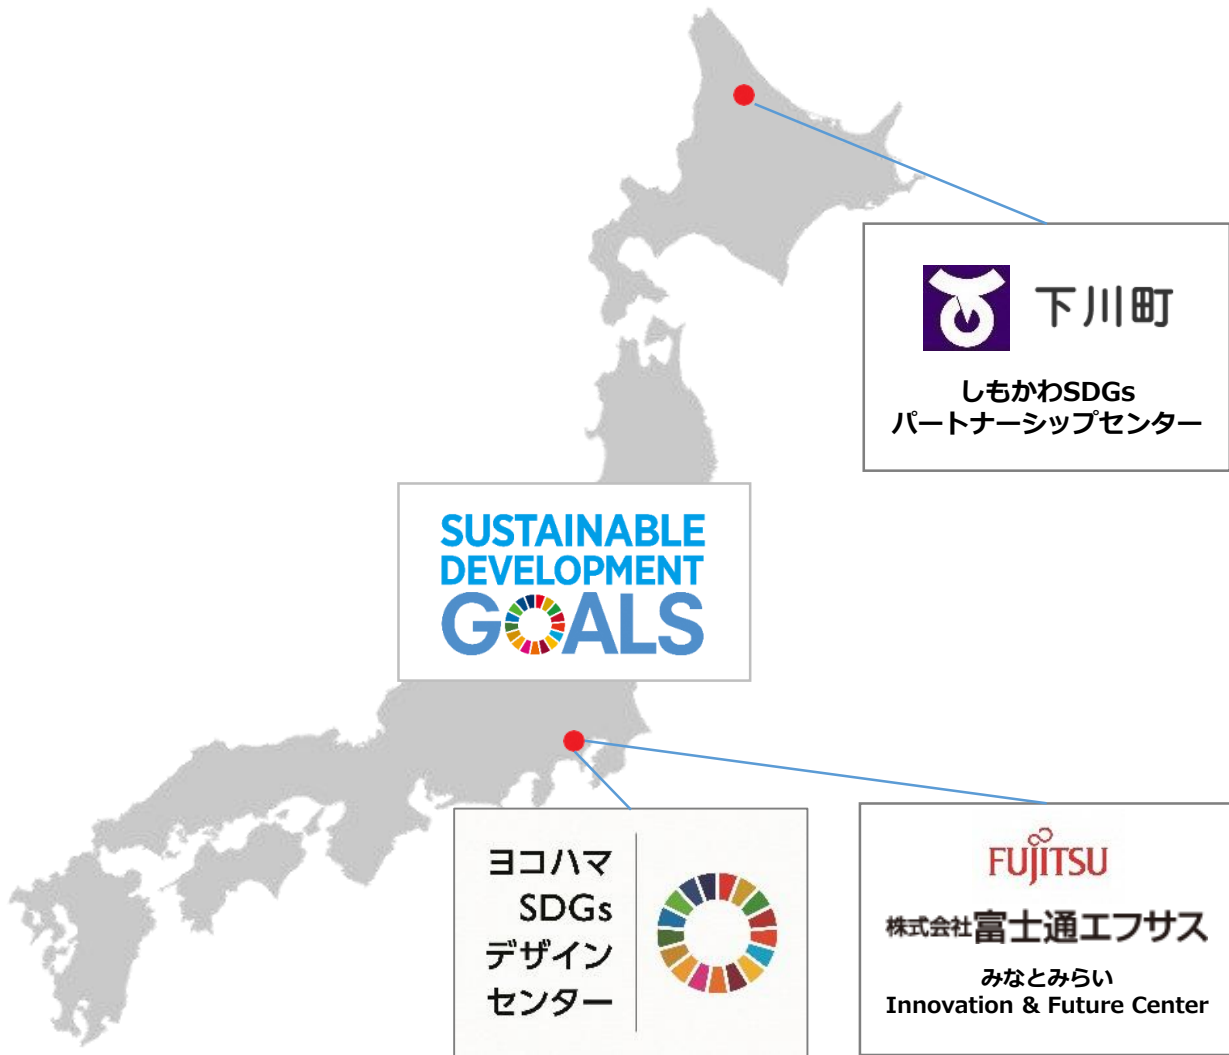 下川町
しもかわSDGs
パートナーシップセンター
SUSTAINABLE
DEVELOPMENT
GOALS
ヨコハマ
SDGs
デザイン
センター
FUJITSU
株式会社富士通エフサス
みなとみらい
Innovation & Future Center